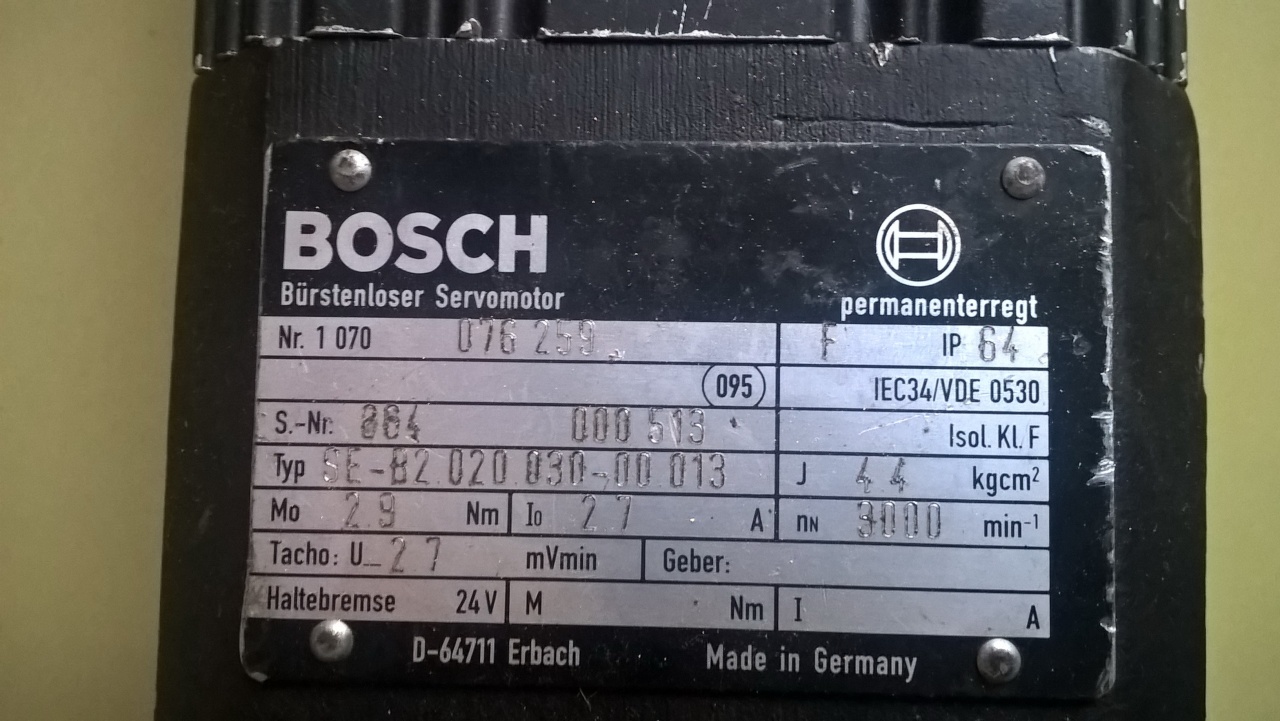 BOSCH
Bürstenloser Servomotor
permanenterregt
Nr. 1 070 076 259 F IP 64
095 IEC34/VDE 0530
S.-Nr. 864 000 513 Isol. Kl. F
Typ SE-B2.020.030-00.013 J 4.4 kgcm²
Mo 2.9 Nm I₀ 2.7 A nN 3000 min⁻¹
Tacho: U_ 2.7 mVmin Geber:
Haltebremse 24 V M Nm I A
D-64711 Erbach Made in Germany